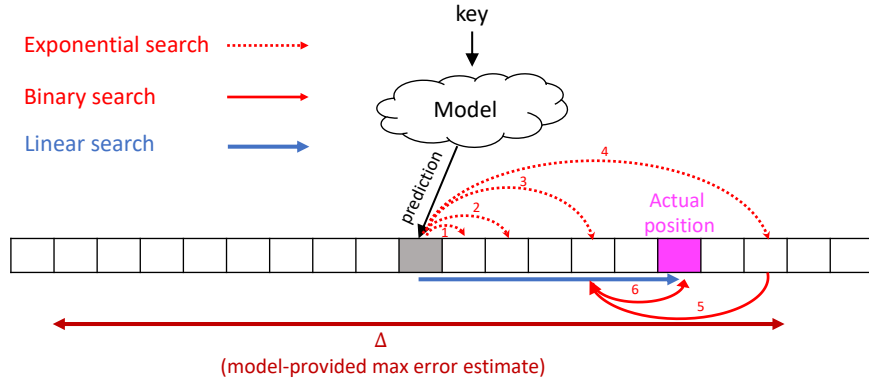 key
Exponential search
Binary search
Linear search
Model
prediction
1
2
3
4
Actual
position
6
5
Δ
(model-provided max error estimate)